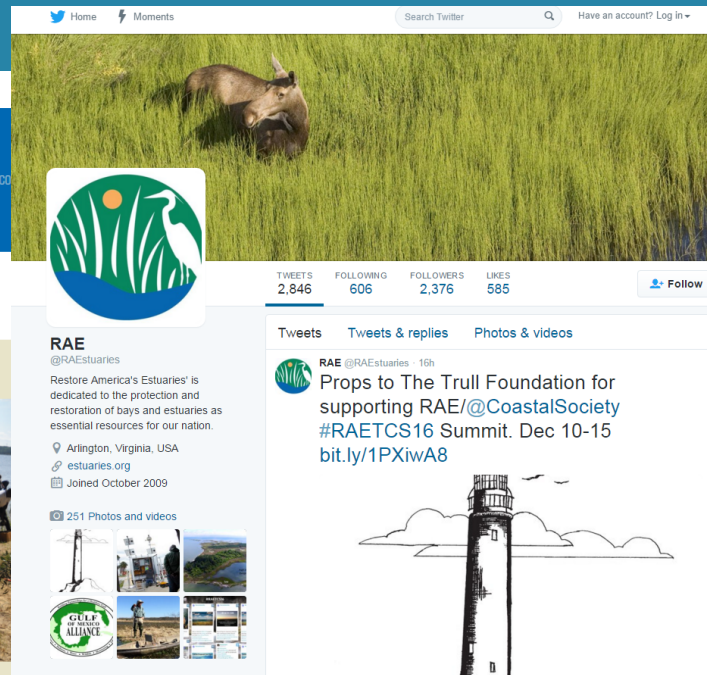 Home
Moments
Search Twitter
Have an account? Log in
TWEETS
2,846
FOLLOWING
606
FOLLOWERS
2,376
LIKES
585
Follow
RAE
@RAEstuaries
Restore America's Estuaries' is
dedicated to the protection and
restoration of bays and estuaries as
essential resources for our nation.
Arlington, Virginia, USA
estuaries.org
Joined October 2009
251 Photos and videos
GULF
OF MEXICO
ALLIANCE
Tweets
Tweets & replies
Photos & videos
RAE @RAEstuaries · 16h
Props to The Trull Foundation for
supporting RAE/@CoastalSociety
#RAETCS16 Summit. Dec 10-15
bit.ly/1PXiwA8